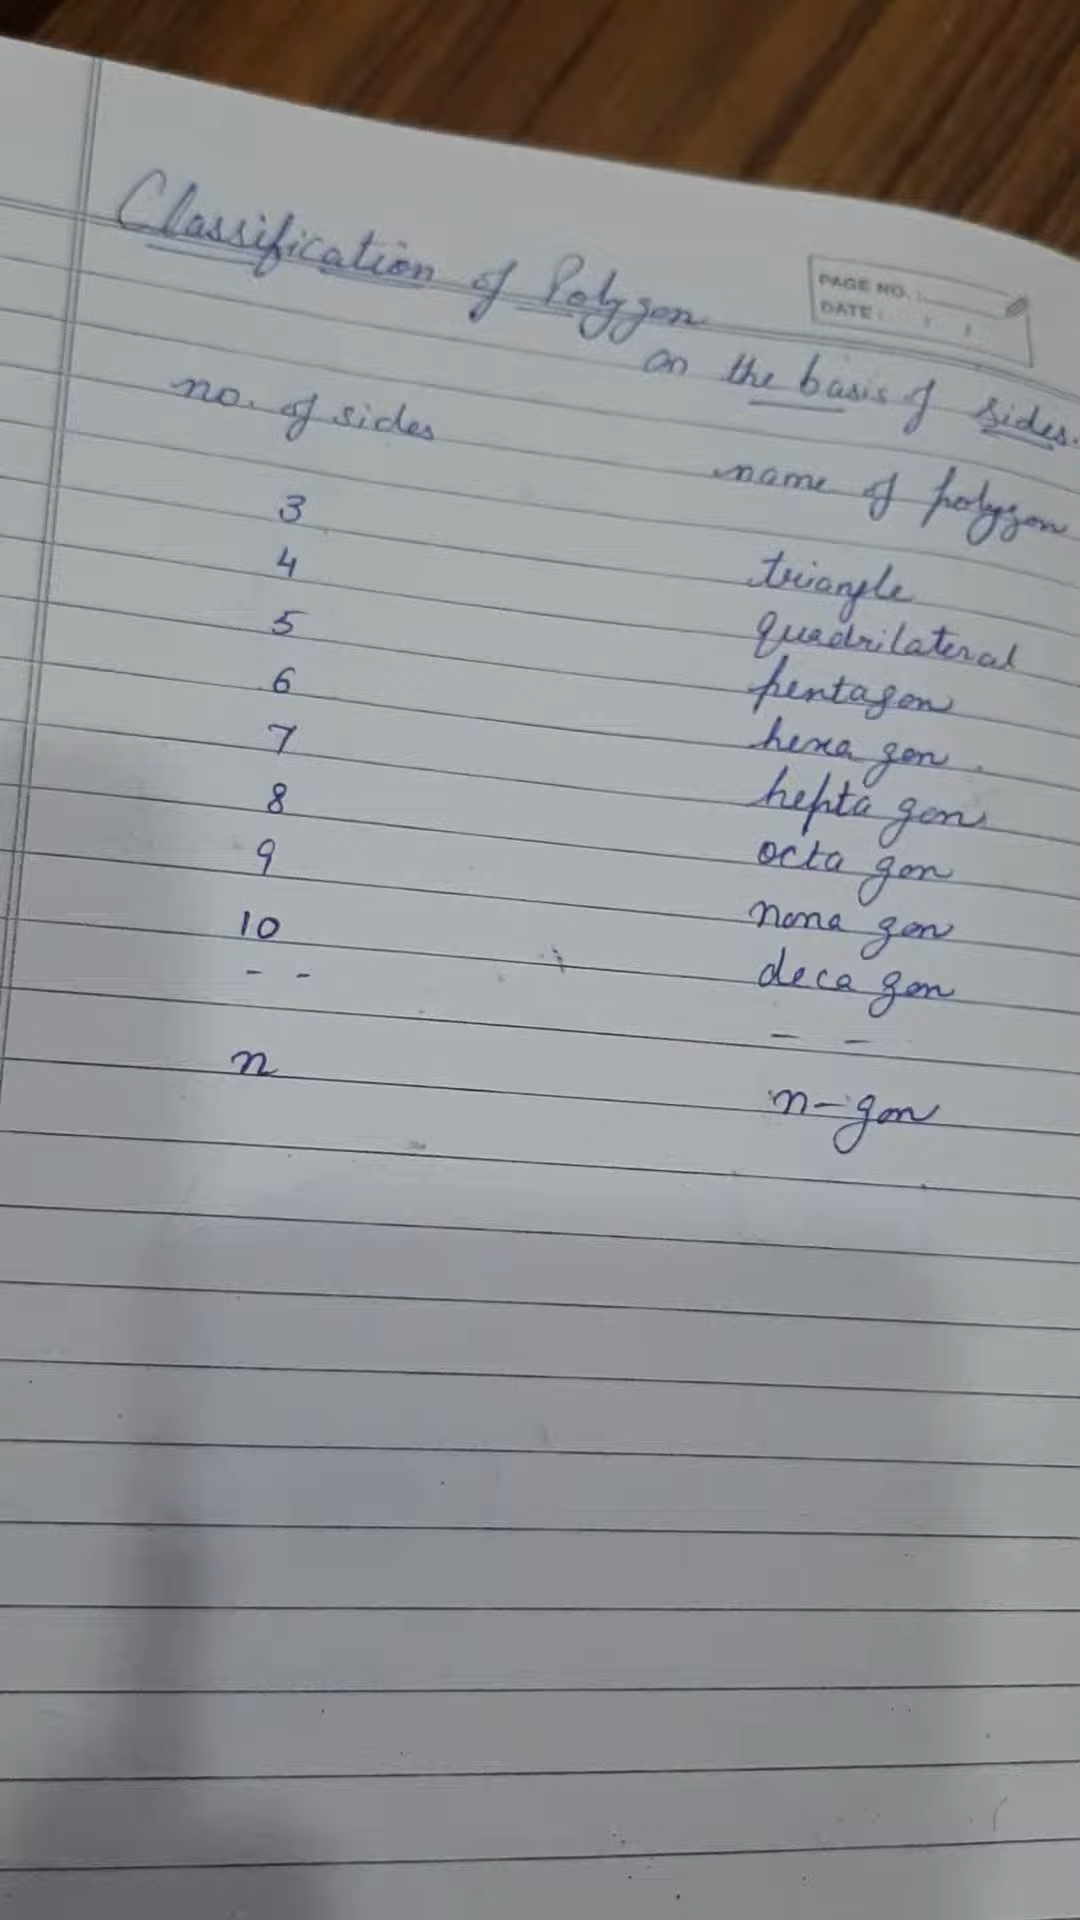 Classification of Polygon
PAGE NO. :
DATE : / /
on the basis of sides.
no. of sides name of polygon
3 triangle
4 quadrilateral
5 pentagon
6 hexa gon
7 hepta gon
8 octa gon
9 nona gon
10 deca gon
- - - -
n n-gon